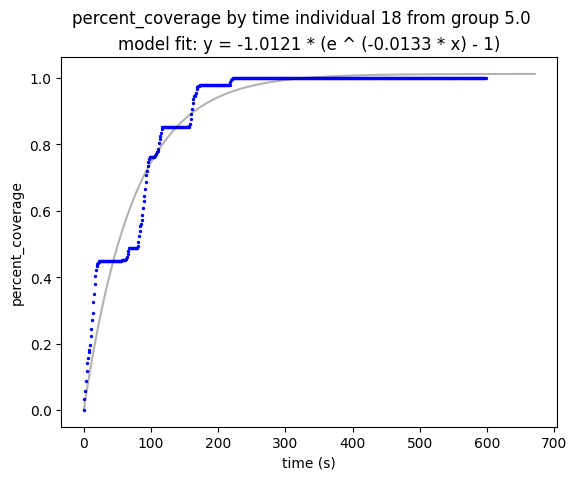 percent_coverage by time individual 18 from group 5.0
model fit: y = -1.0121 * (e ^ (-0.0133 * x) - 1)
percent_coverage
1.0
0.8
0.6
0.4
0.2
0.0
0 100 200 300 400 500 600 700
time (s)